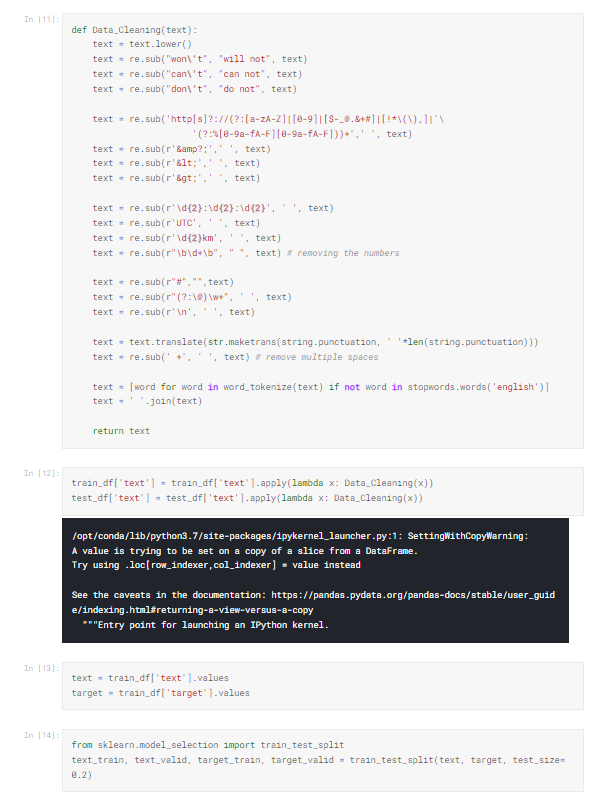 In [11]:
def Data_Cleaning(text):
    text = text.lower()
    text = re.sub("won\'t", "will not", text)
    text = re.sub("can\'t", "can not", text)
    text = re.sub("don\'t", "do not", text)
    text = re.sub('http[s]?://(?:[a-zA-Z]|[0-9]|[$-_@.&+#]|[!*\(\),]|'\
                  '(?:%[0-9a-fA-F][0-9a-fA-F]))+',' ', text)
    text = re.sub(r'&amp?;',' ', text)
    text = re.sub(r'&lt;',' ', text)
    text = re.sub(r'&gt;',' ', text)
    text = re.sub(r'\d{2}:\d{2}:\d{2}', ' ', text)
    text = re.sub(r'UTC', ' ', text)
    text = re.sub(r'\d{2}km', ' ', text)
    text = re.sub(r"\b\d+\b", " ", text) # removing the numbers
    text = re.sub(r"#","",text)
    text = re.sub(r"(?:\@)\w+", ' ', text)
    text = re.sub(r'\n', ' ', text)
    text = text.translate(str.maketrans(string.punctuation, ' '*len(string.punctuation)))
    text = re.sub(' +', ' ', text) # remove multiple spaces
    text = [word for word in word_tokenize(text) if not word in stopwords.words('english')]
    text = ' '.join(text)
    return text
In [12]:
train_df['text'] = train_df['text'].apply(lambda x: Data_Cleaning(x))
test_df['text'] = test_df['text'].apply(lambda x: Data_Cleaning(x))
/opt/conda/lib/python3.7/site-packages/ipykernel_launcher.py:1: SettingWithCopyWarning:
A value is trying to be set on a copy of a slice from a DataFrame.
Try using .loc[row_indexer,col_indexer] = value instead
See the caveats in the documentation: https://pandas.pydata.org/pandas-docs/stable/user_guid
e/indexing.html#returning-a-view-versus-a-copy
  """Entry point for launching an IPython kernel.
In [13]:
text = train_df['text'].values
target = train_df['target'].values
In [14]:
from sklearn.model_selection import train_test_split
text_train, text_valid, target_train, target_valid = train_test_split(text, target, test_size=
0.2)